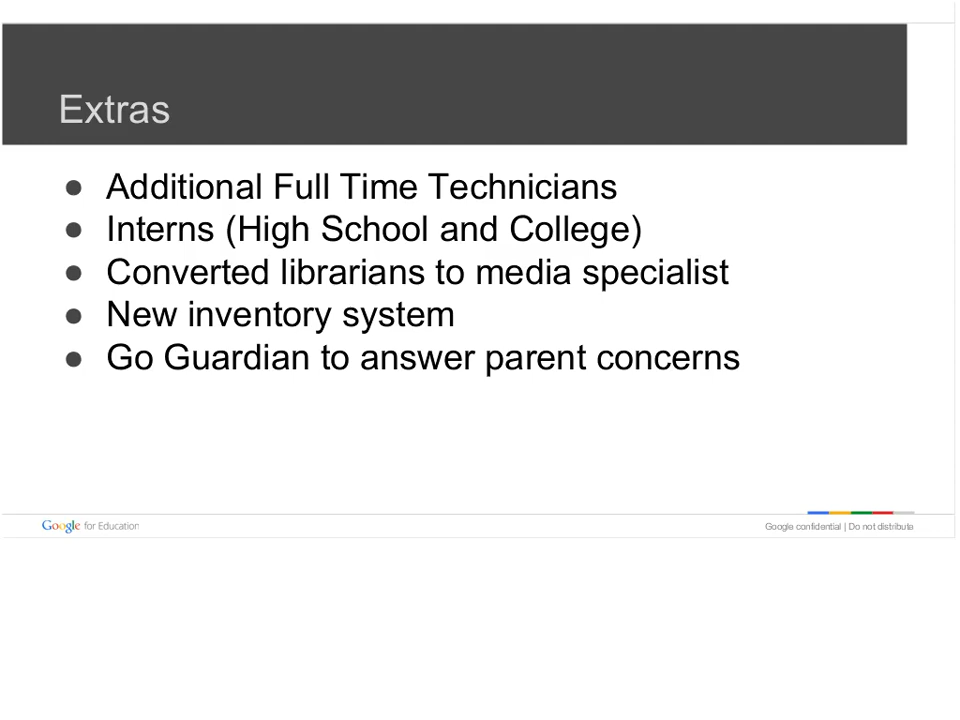 Extras
● Additional Full Time Technicians
● Interns (High School and College)
● Converted librarians to media specialist
● New inventory system
● Go Guardian to answer parent concerns
Google for Education
Google confidential | Do not distribute